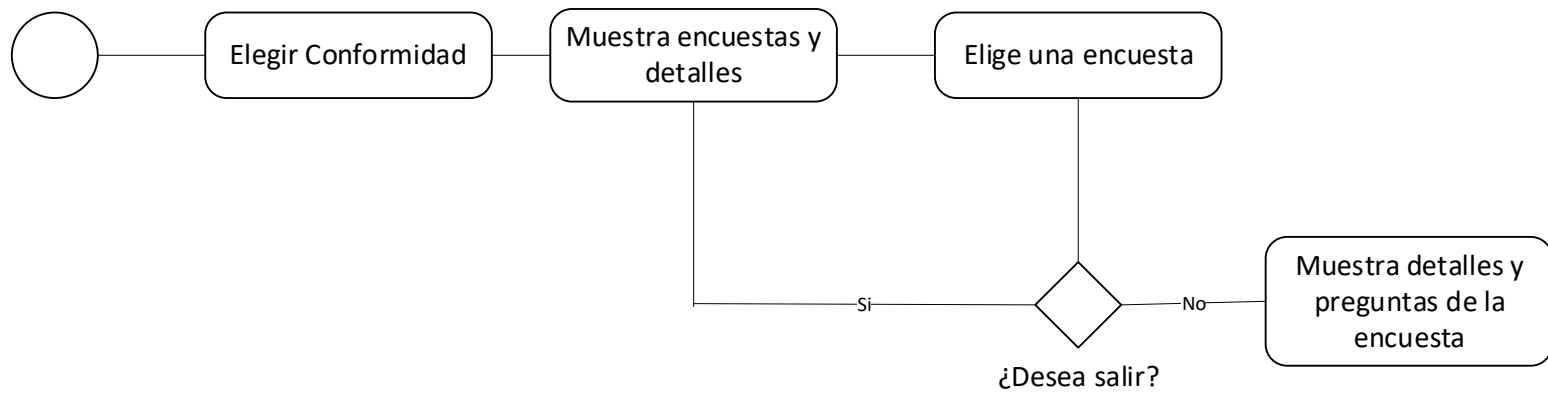 Elegir Conformidad
Muestra encuestas y
detalles
Elige una encuesta
Si
No
Muestra detalles y
preguntas de la
encuesta
¿Desea salir?